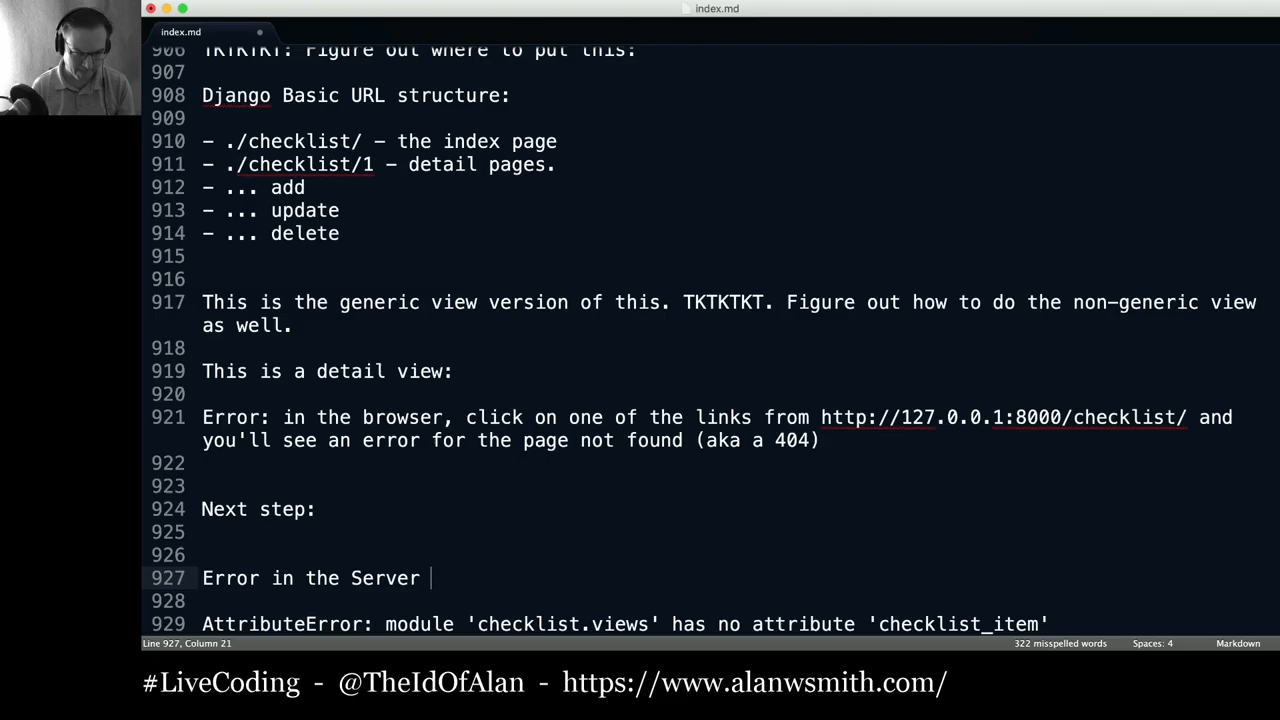 index.md
index.md
906 TKTKTKT: Figure out where to put this:
907
908 Django Basic URL structure:
909
910 - ./checklist/ - the index page
911 - ./checklist/1 - detail pages.
912 - ... add
913 - ... update
914 - ... delete
915
916
917 This is the generic view version of this. TKTKTKT. Figure out how to do the non-generic view
as well.
918
919 This is a detail view:
920
921 Error: in the browser, click on one of the links from http://127.0.0.1:8000/checklist/ and
you'll see an error for the page not found (aka a 404)
922
923
924 Next step:
925
926
927 Error in the Server
928
929 AttributeError: module 'checklist.views' has no attribute 'checklist_item'
Line 927, Column 21 322 misspelled words Spaces: 4 Markdown
#LiveCoding - @TheIdOfAlan - https://www.alanwsmith.com/